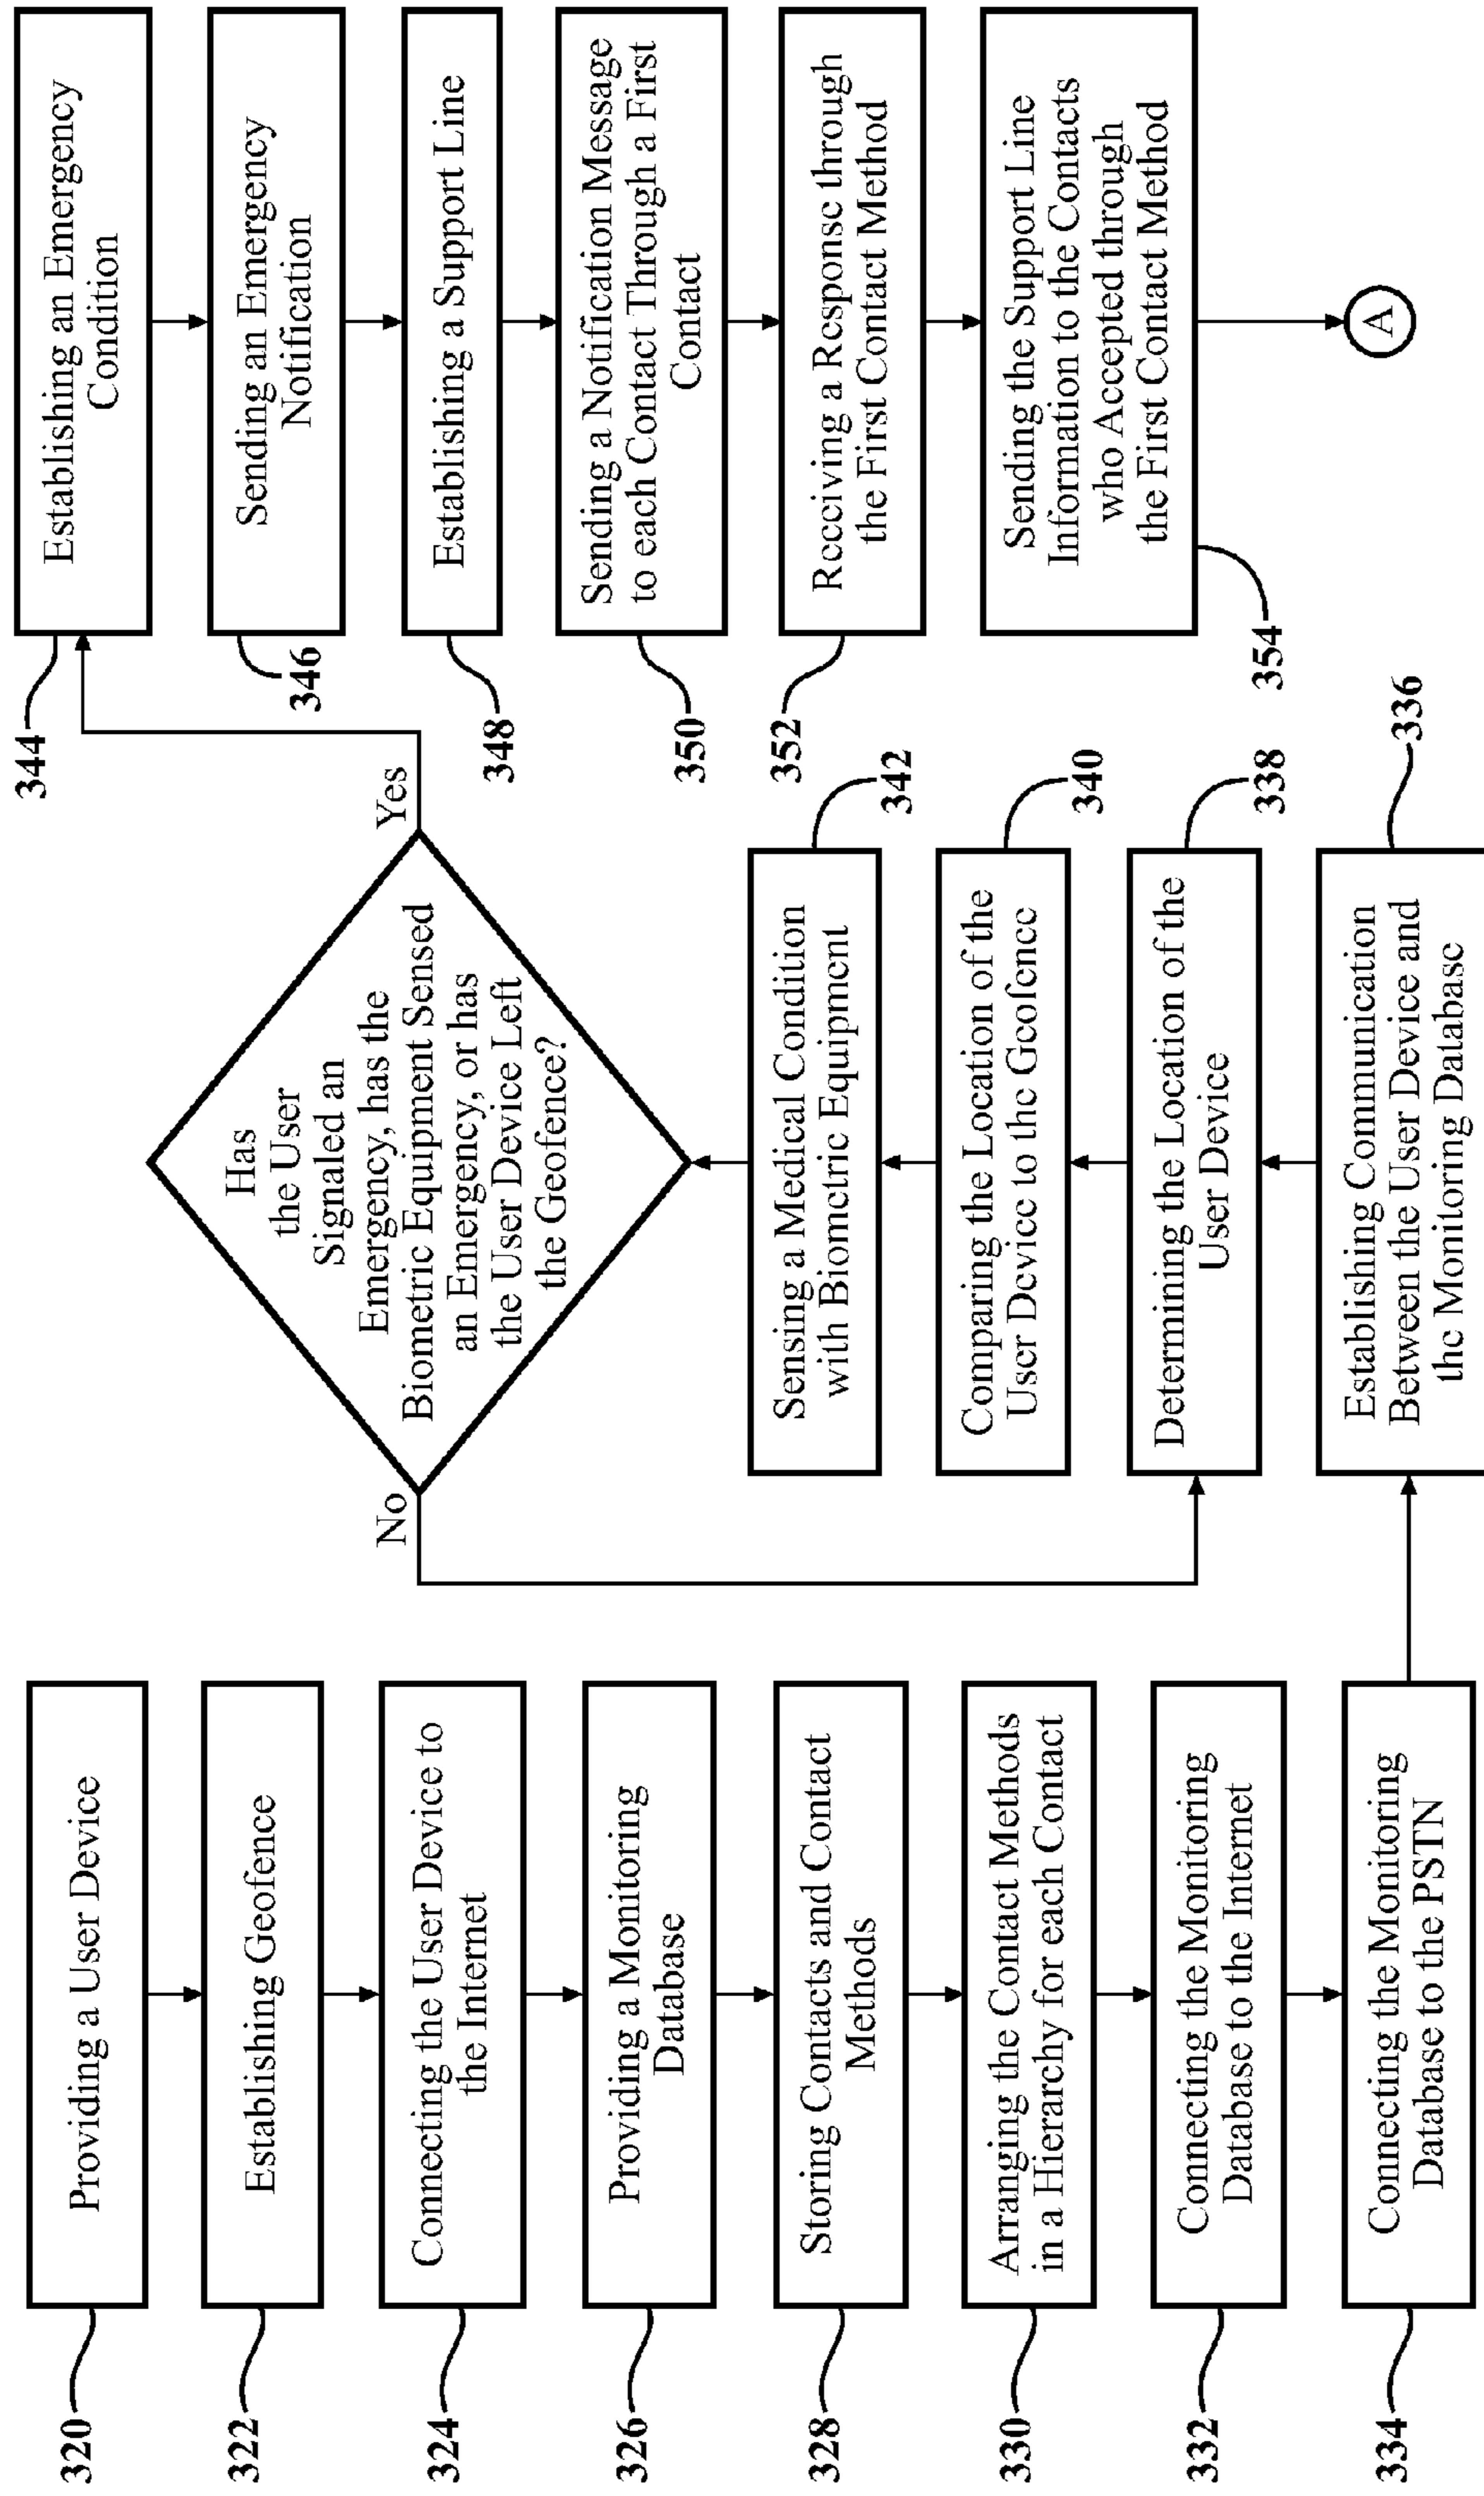 320
Providing a User Device
322
Establishing Geofence
324
Connecting the User Device to
the Internet
326
Providing a Monitoring
Database
328
Storing Contacts and Contact
Methods
330
Arranging the Contact Methods
in a Hierarchy for each Contact
332
Connecting the Monitoring
Database to the Internet
334
Connecting the Monitoring
Database to the PSTN
Establishing Communication
Between the User Device and
the Monitoring Database
336
Determining the Location of the
User Device
338
Comparing the Location of the
User Device to the Geofence
340
Sensing a Medical Condition
with Biometric Equipment
342
Has
the User
Signaled an
Emergency, has the
Biometric Equipment Sensed
an Emergency, or has
the User Device Left
the Geofence?
No
Yes
344
Establishing an Emergency
Condition
346
Sending an Emergency
Notification
348
Establishing a Support Line
350
Sending a Notification Message
to each Contact Through a First
Contact
352
Receiving a Response through
the First Contact Method
354
Sending the Support Line
Information to the Contacts
who Accepted through
the First Contact Method
A